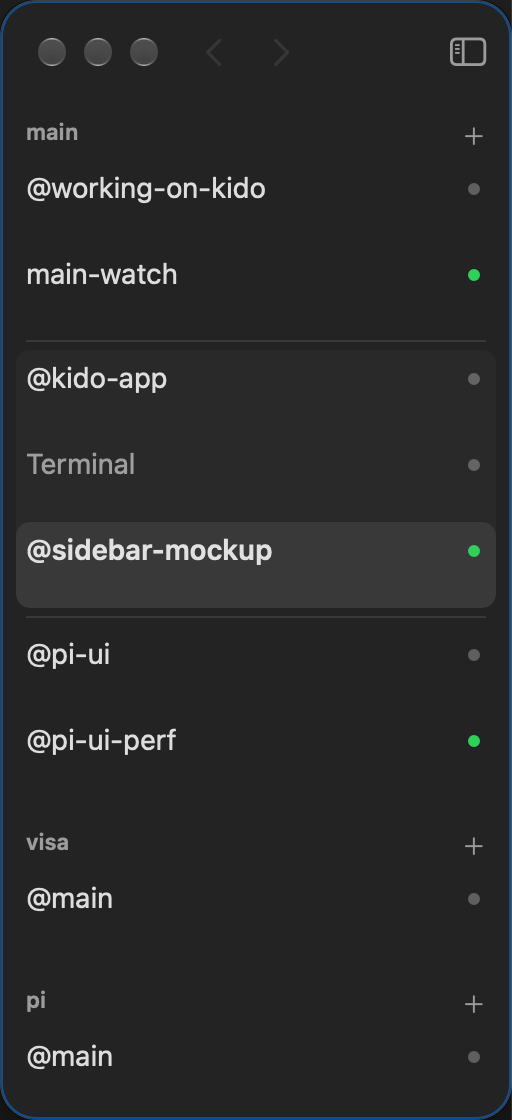 main
@working-on-kido
main-watch
@kido-app
Terminal
@sidebar-mockup
@pi-ui
@pi-ui-perf
visa
@main
pi
@main